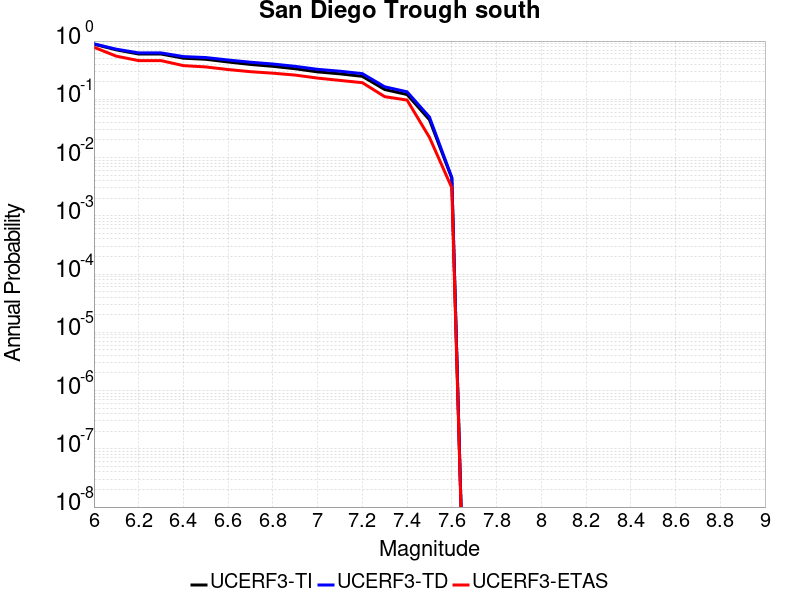 San Diego Trough south
10^0
10^-1
10^-2
10^-3
10^-4
10^-5
10^-6
10^-7
10^-8
Annual Probability
6 6.2 6.4 6.6 6.8 7 7.2 7.4 7.6 7.8 8 8.2 8.4 8.6 8.8 9
Magnitude
UCERF3-TI UCERF3-TD UCERF3-ETAS